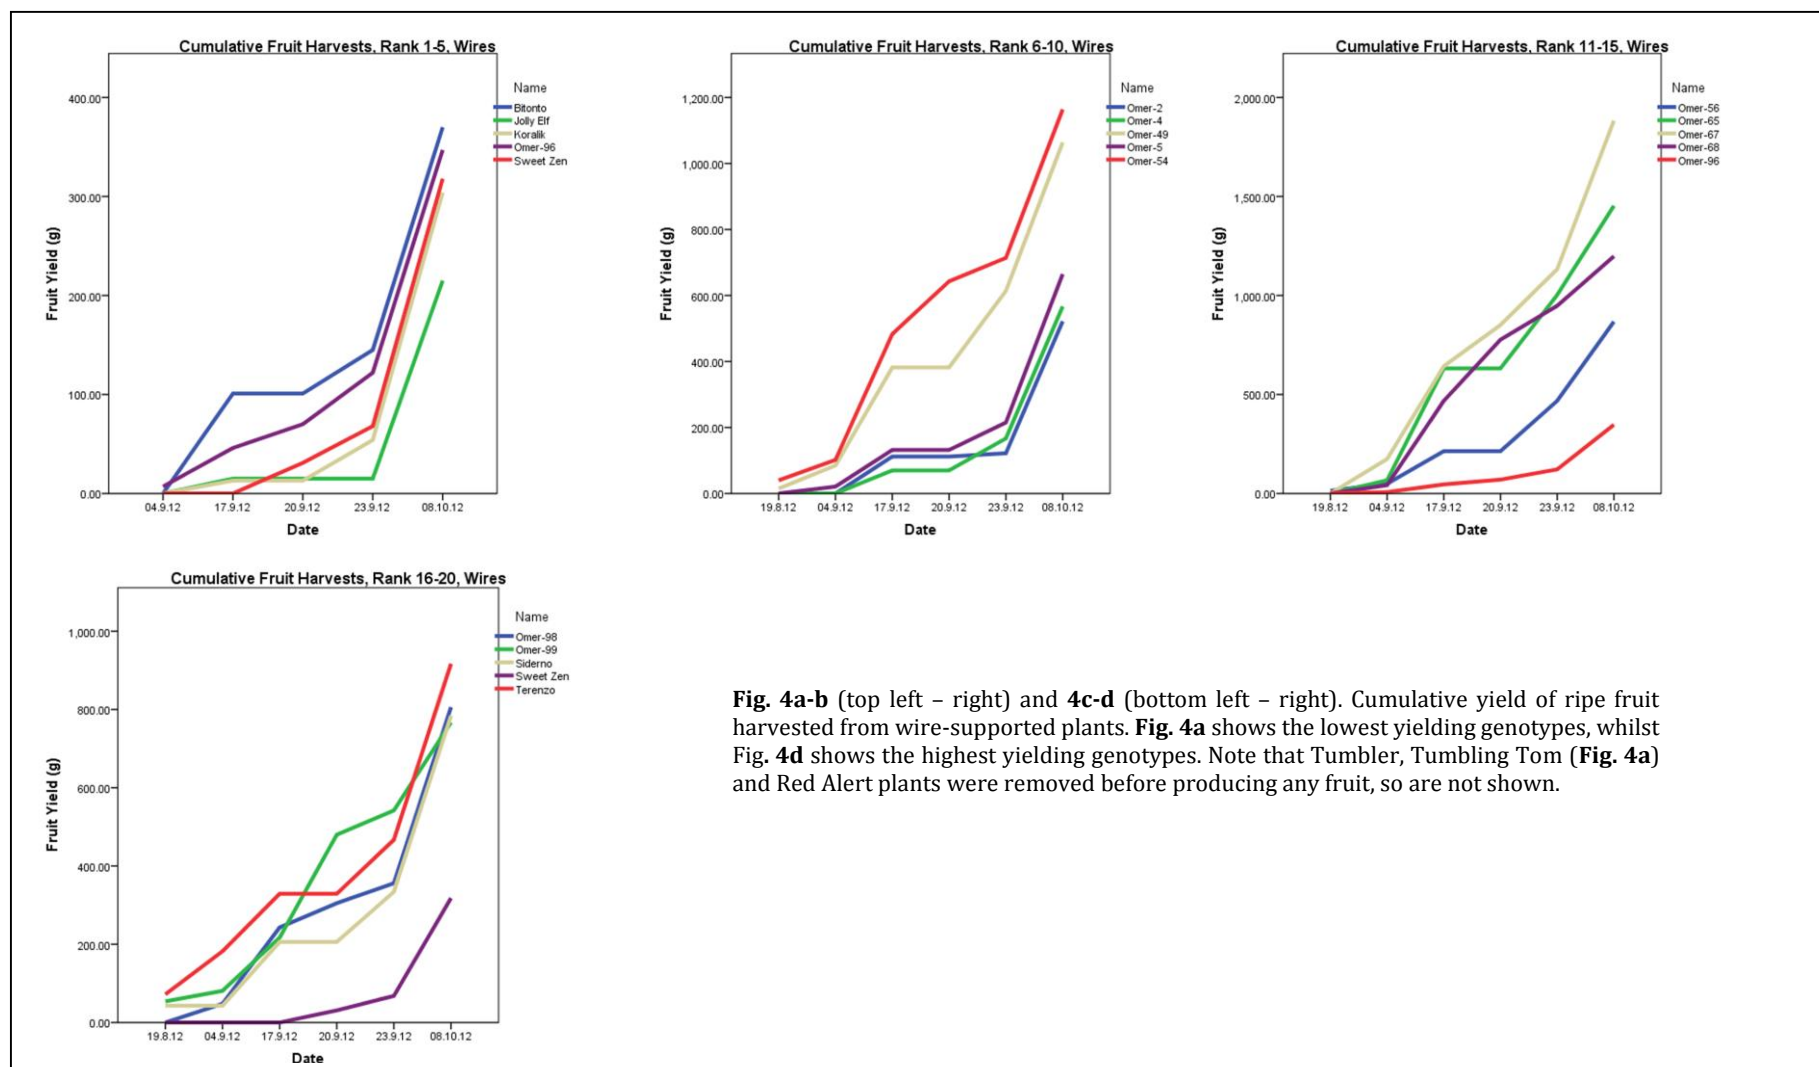 Cumulative Fruit Harvests, Rank 1-5, Wires
400.00
300.00
200.00
100.00
0.00
Fruit Yield (g)
04.9.12 17.9.12 20.9.12 23.9.12 08.10.12
Date
Name
Bitonto
Jolly Elf
Koralik
Omer-96
Sweet Zen
Cumulative Fruit Harvests, Rank 6-10, Wires
1,200.00
1,000.00
800.00
600.00
400.00
200.00
0.00
Fruit Yield (g)
19.8.12 04.9.12 17.9.12 20.9.12 23.9.12 08.10.12
Date
Name
Omer-2
Omer-4
Omer-49
Omer-5
Omer-54
Cumulative Fruit Harvests, Rank 11-15, Wires
2,000.00
1,500.00
1,000.00
500.00
0.00
Fruit Yield (g)
19.8.12 04.9.12 17.9.12 20.9.12 23.9.12 08.10.12
Date
Name
Omer-56
Omer-65
Omer-67
Omer-68
Omer-96
Cumulative Fruit Harvests, Rank 16-20, Wires
1,000.00
800.00
600.00
400.00
200.00
0.00
Fruit Yield (g)
19.8.12 04.9.12 17.9.12 20.9.12 23.9.12 08.10.12
Date
Name
Omer-98
Omer-99
Siderno
Sweet Zen
Terenzo
Fig. 4a-b (top left – right) and 4c-d (bottom left – right). Cumulative yield of ripe fruit
harvested from wire-supported plants. Fig. 4a shows the lowest yielding genotypes, whilst
Fig. 4d shows the highest yielding genotypes. Note that Tumbler, Tumbling Tom (Fig. 4a)
and Red Alert plants were removed before producing any fruit, so are not shown.